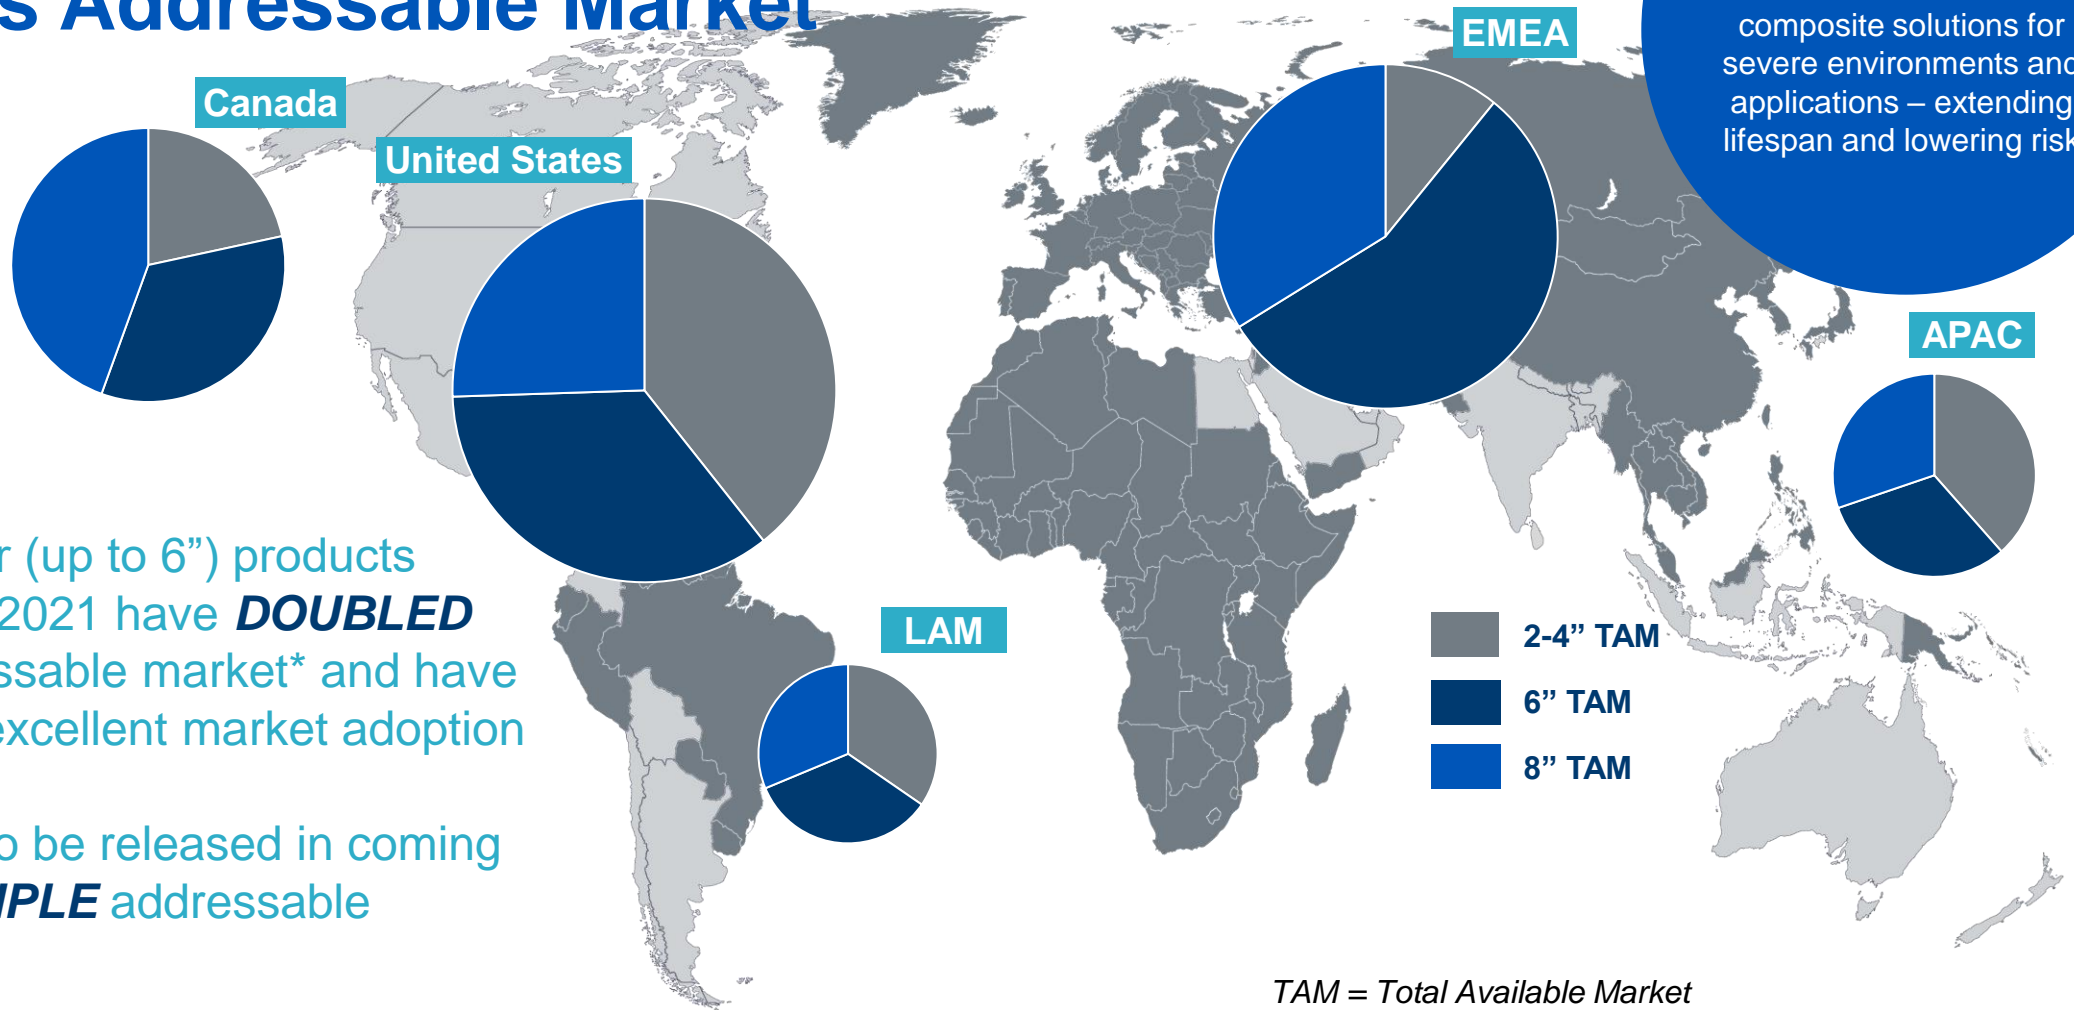 s Addressable Market
EMEA
composite solutions for
severe environments and
applications – extending
lifespan and lowering risk
Canada
United States
APAC
r (up to 6”) products
2021 have DOUBLED
ssable market* and have
excellent market adoption
o be released in coming
IPLE addressable
LAM
2-4” TAM
6” TAM
8” TAM
TAM = Total Available Market